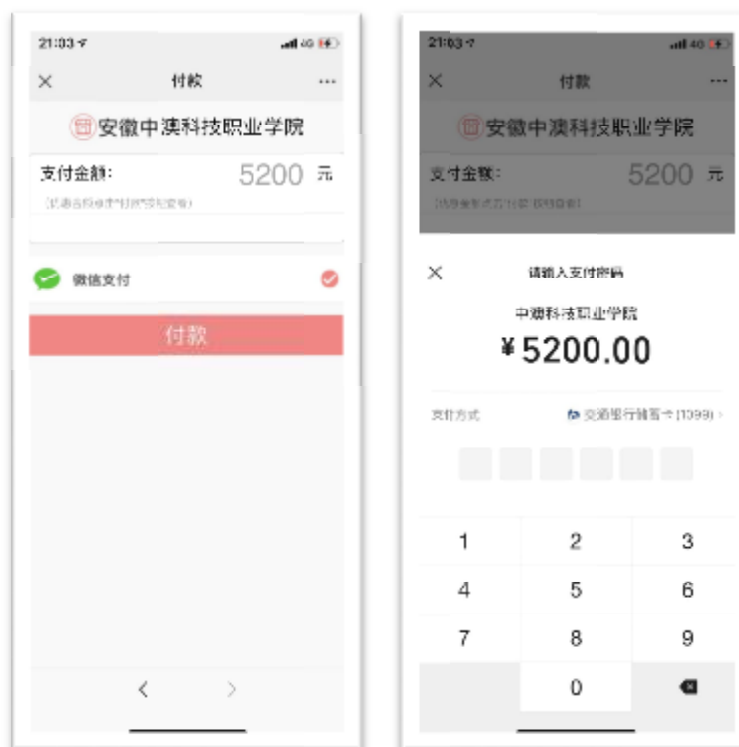 21:03
4G
付款
安徽中澳科技职业学院
支付金额:
5200 元
微信支付
付款
21:03
4G
付款
安徽中澳科技职业学院
支付金额:
5200 元
请输入支付密码
中澳科技职业学院
¥5200.00
支付方式
交通银行储蓄卡(1099)
1 2 3
4 5 6
7 8 9
0